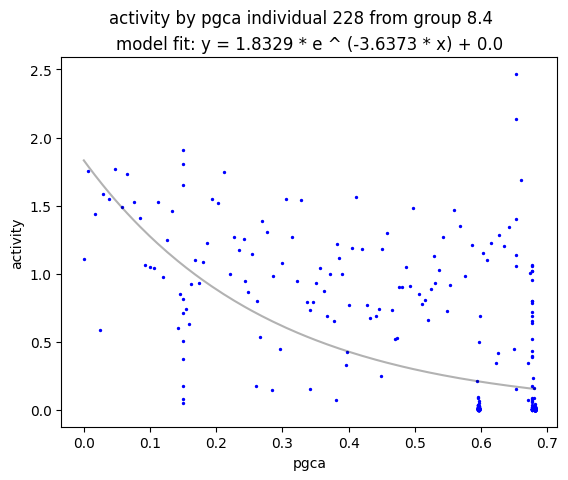 activity by pgca individual 228 from group 8.4
model fit: y = 1.8329 * e ^ (-3.6373 * x) + 0.0
2.5
2.0
1.5
1.0
0.5
0.0
activity
0.0 0.1 0.2 0.3 0.4 0.5 0.6 0.7
pgca